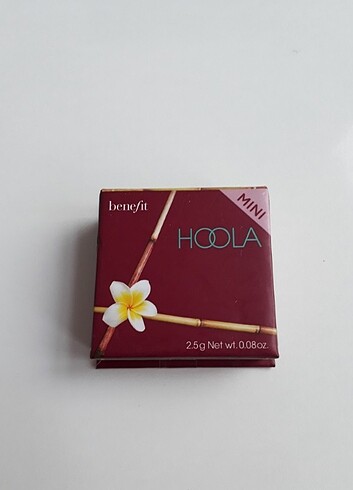 benefit
MINI
HOOLA
2.5g Net wt. 0.08oz.